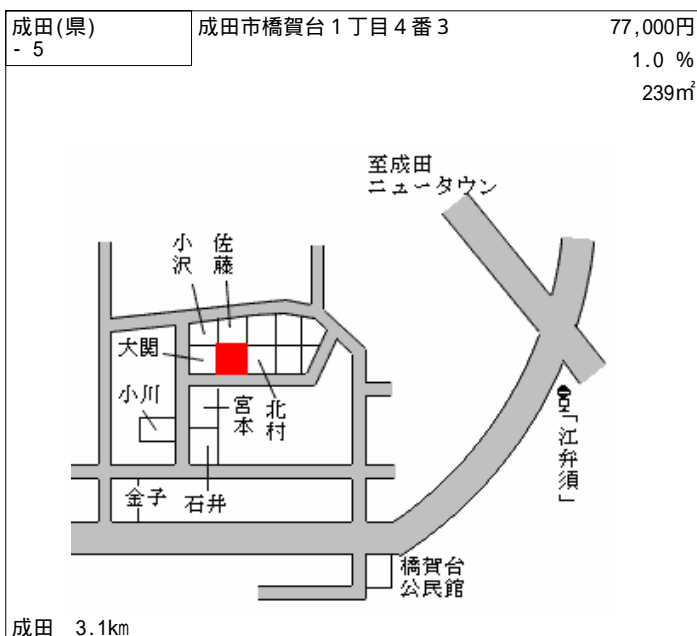 成田(県)
- 5
成田市橋賀台１丁目４番３
77,000円
1.0 %
239㎡
至成田
ニュータウン
小沢
佐藤
大関
小川
宮本
北村
「江弁須」
金子
石井
橋賀台
公民館
成田 3.1km